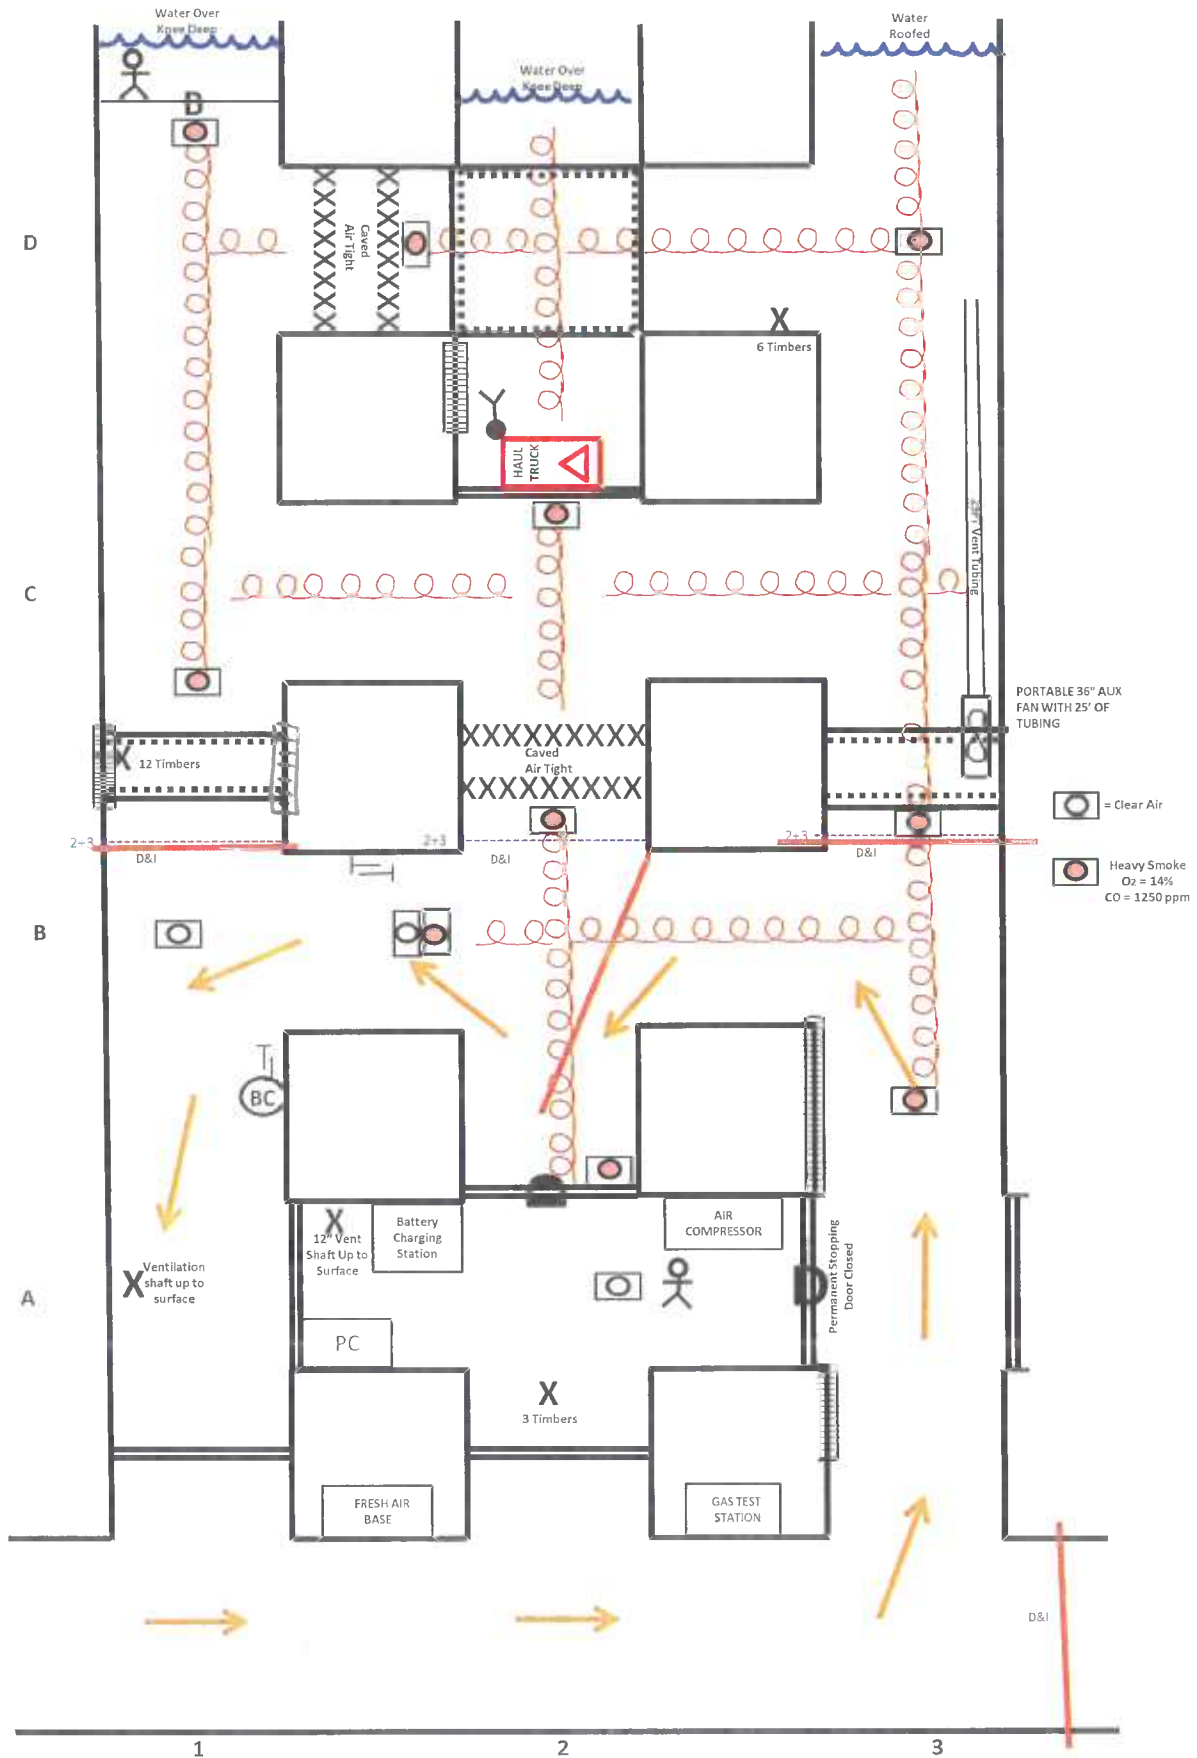 Water Over
Knee Deep
Water Over
Knee Deep
Water
Roofed
B
D
Caved
Air Tight
X
6 Timbers
HAUL
TRUCK
Vent Tubing
C
PORTABLE 36" AUX
FAN WITH 25' OF
TUBING
X
12 Timbers
XXXXXXXXX
Caved
Air Tight
XXXXXXXXX
= Clear Air
2+3
D&I
2+3
D&I
2+3
D&I
Heavy Smoke
O2 = 14%
CO = 1250 ppm
B
BC
X
12" Vent
Shaft Up to
Surface
Battery
Charging
Station
AIR
COMPRESSOR
Permanent Stopping
Door Closed
D
A
X
Ventilation
shaft up to
surface
PC
X
3 Timbers
FRESH AIR
BASE
GAS TEST
STATION
D&I
1
2
3